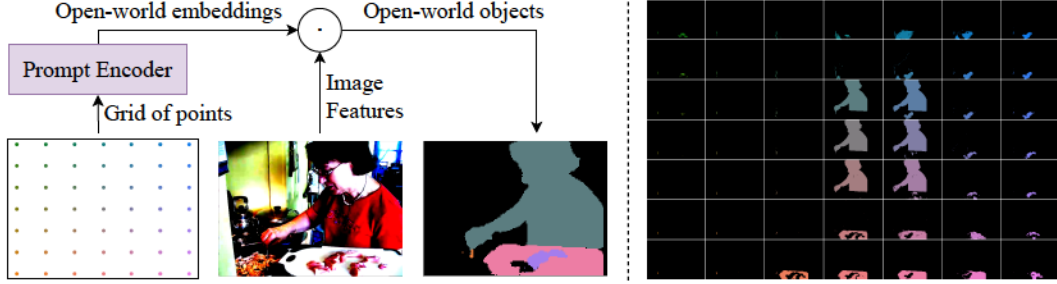 Open-world embeddings
Open-world objects
Prompt Encoder
Grid of points
Image
Features